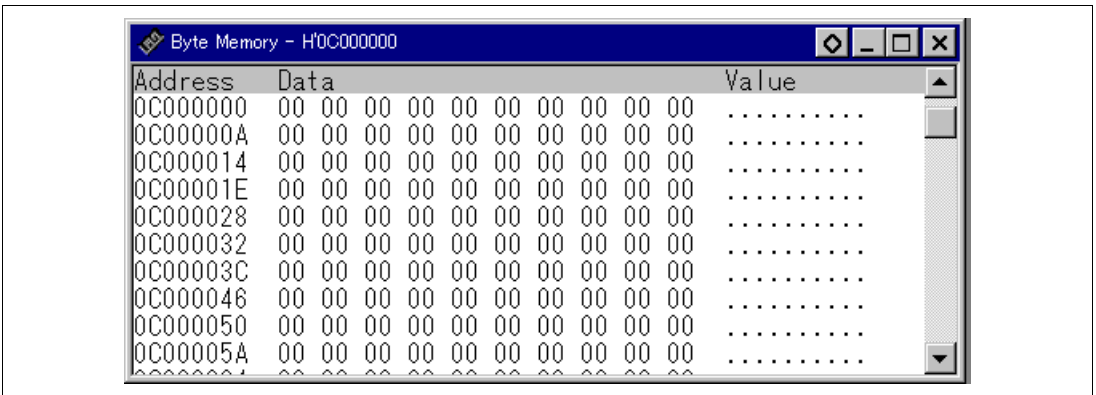 Byte Memory - H'0C000000
Address Data Value
0C000000 00 00 00 00 00 00 00 00 00 00 ..........
0C00000A 00 00 00 00 00 00 00 00 00 00 ..........
0C000014 00 00 00 00 00 00 00 00 00 00 ..........
0C00001E 00 00 00 00 00 00 00 00 00 00 ..........
0C000028 00 00 00 00 00 00 00 00 00 00 ..........
0C000032 00 00 00 00 00 00 00 00 00 00 ..........
0C00003C 00 00 00 00 00 00 00 00 00 00 ..........
0C000046 00 00 00 00 00 00 00 00 00 00 ..........
0C000050 00 00 00 00 00 00 00 00 00 00 ..........
0C00005A 00 00 00 00 00 00 00 00 00 00 ..........